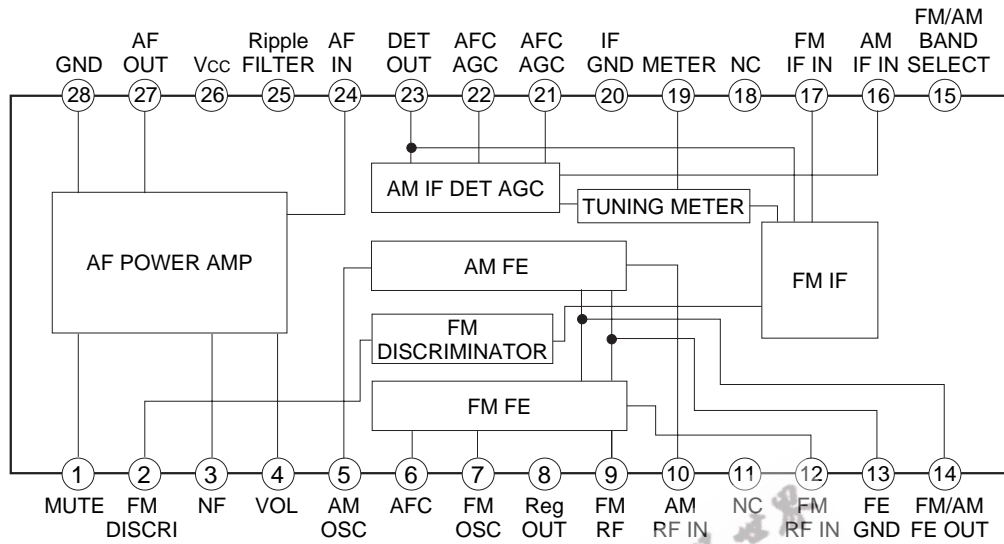 GND
AF
OUT
Vcc
Ripple
FILTER
AF
IN
DET
OUT
AFC
AGC
AFC
AGC
IF
GND
METER
NC
FM
IF IN
AM
IF IN
FM/AM
BAND
SELECT
28 27 26 25 24 23 22 21 20 19 18 17 16 15
AM IF DET AGC
TUNING METER
AF POWER AMP
AM FE
FM IF
FM
DISCRIMINATOR
FM FE
1 2 3 4 5 6 7 8 9 10 11 12 13 14
MUTE
FM
DISCRI
NF
VOL
AM
OSC
AFC
FM
OSC
Reg
OUT
FM
RF
AM
RF IN
NC
FM
RF IN
FE
GND
FM/AM
FE OUT